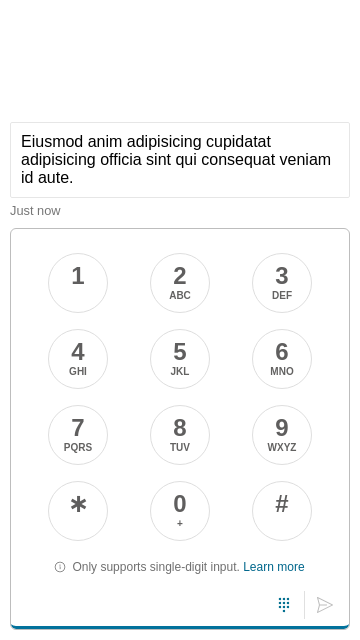 Eiusmod anim adipisicing cupidatat
adipisicing officia sint qui consequat veniam
id aute.
Just now
1 2 3
ABC DEF
4 5 6
GHI JKL MNO
7 8 9
PQRS TUV WXYZ
* 0 #
+
Only supports single-digit input. Learn more